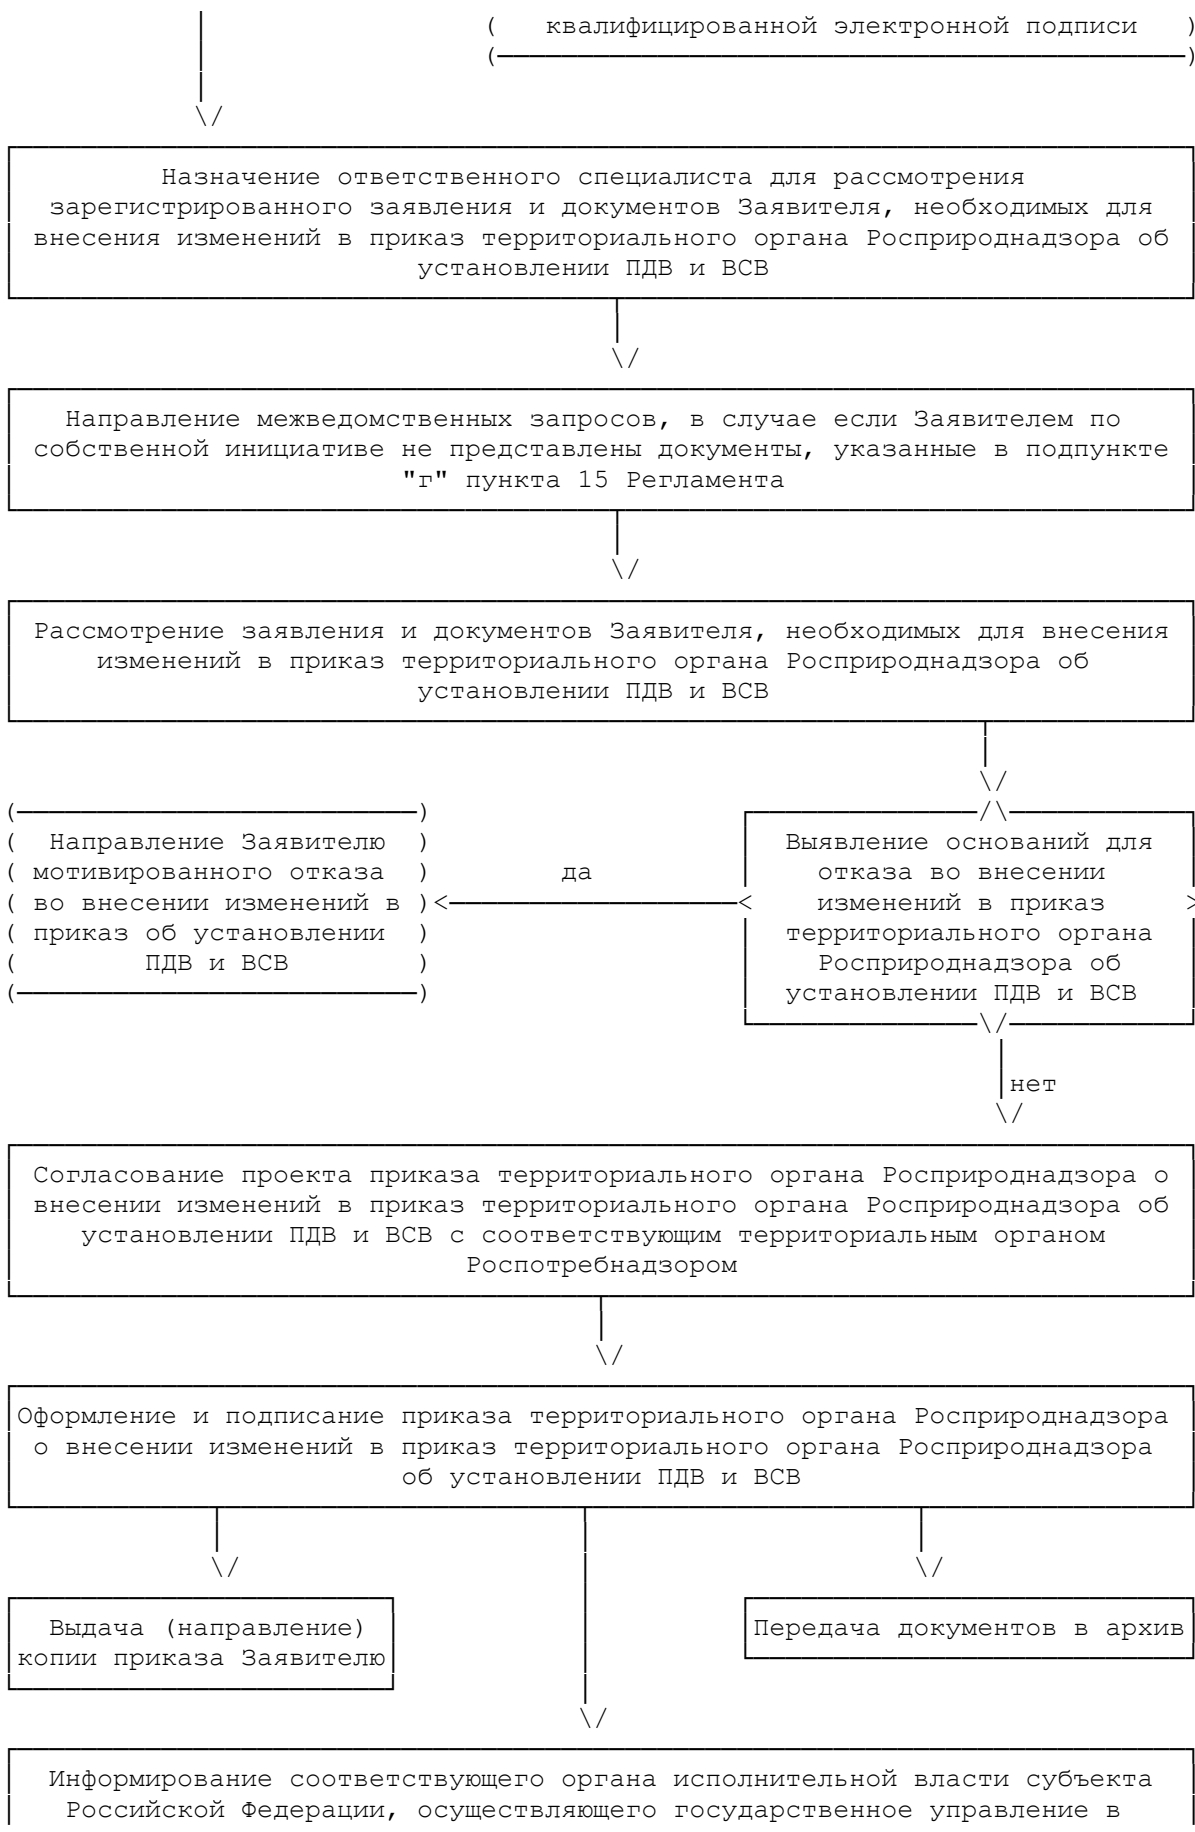 квалифицированной электронной подписи
Назначение ответственного специалиста для рассмотрения
зарегистрированного заявления и документов Заявителя, необходимых для
внесения изменений в приказ территориального органа Росприроднадзора об
установлении ПДВ и ВСВ
Направление межведомственных запросов, в случае если Заявителем по
собственной инициативе не представлены документы, указанные в подпункте
"г" пункта 15 Регламента
Рассмотрение заявления и документов Заявителя, необходимых для внесения
изменений в приказ территориального органа Росприроднадзора об
установлении ПДВ и ВСВ
Направление Заявителю
мотивированного отказа
во внесении изменений в
приказ об установлении
ПДВ и ВСВ
да
Выявление оснований для
отказа во внесении
изменений в приказ
территориального органа
Росприроднадзора об
установлении ПДВ и ВСВ
нет
Согласование проекта приказа территориального органа Росприроднадзора о
внесении изменений в приказ территориального органа Росприроднадзора об
установлении ПДВ и ВСВ с соответствующим территориальным органом
Роспотребнадзором
Оформление и подписание приказа территориального органа Росприроднадзора
о внесении изменений в приказ территориального органа Росприроднадзора
об установлении ПДВ и ВСВ
Выдача (направление)
копии приказа Заявителю
Передача документов в архив
Информирование соответствующего органа исполнительной власти субъекта
Российской Федерации, осуществляющего государственное управление в